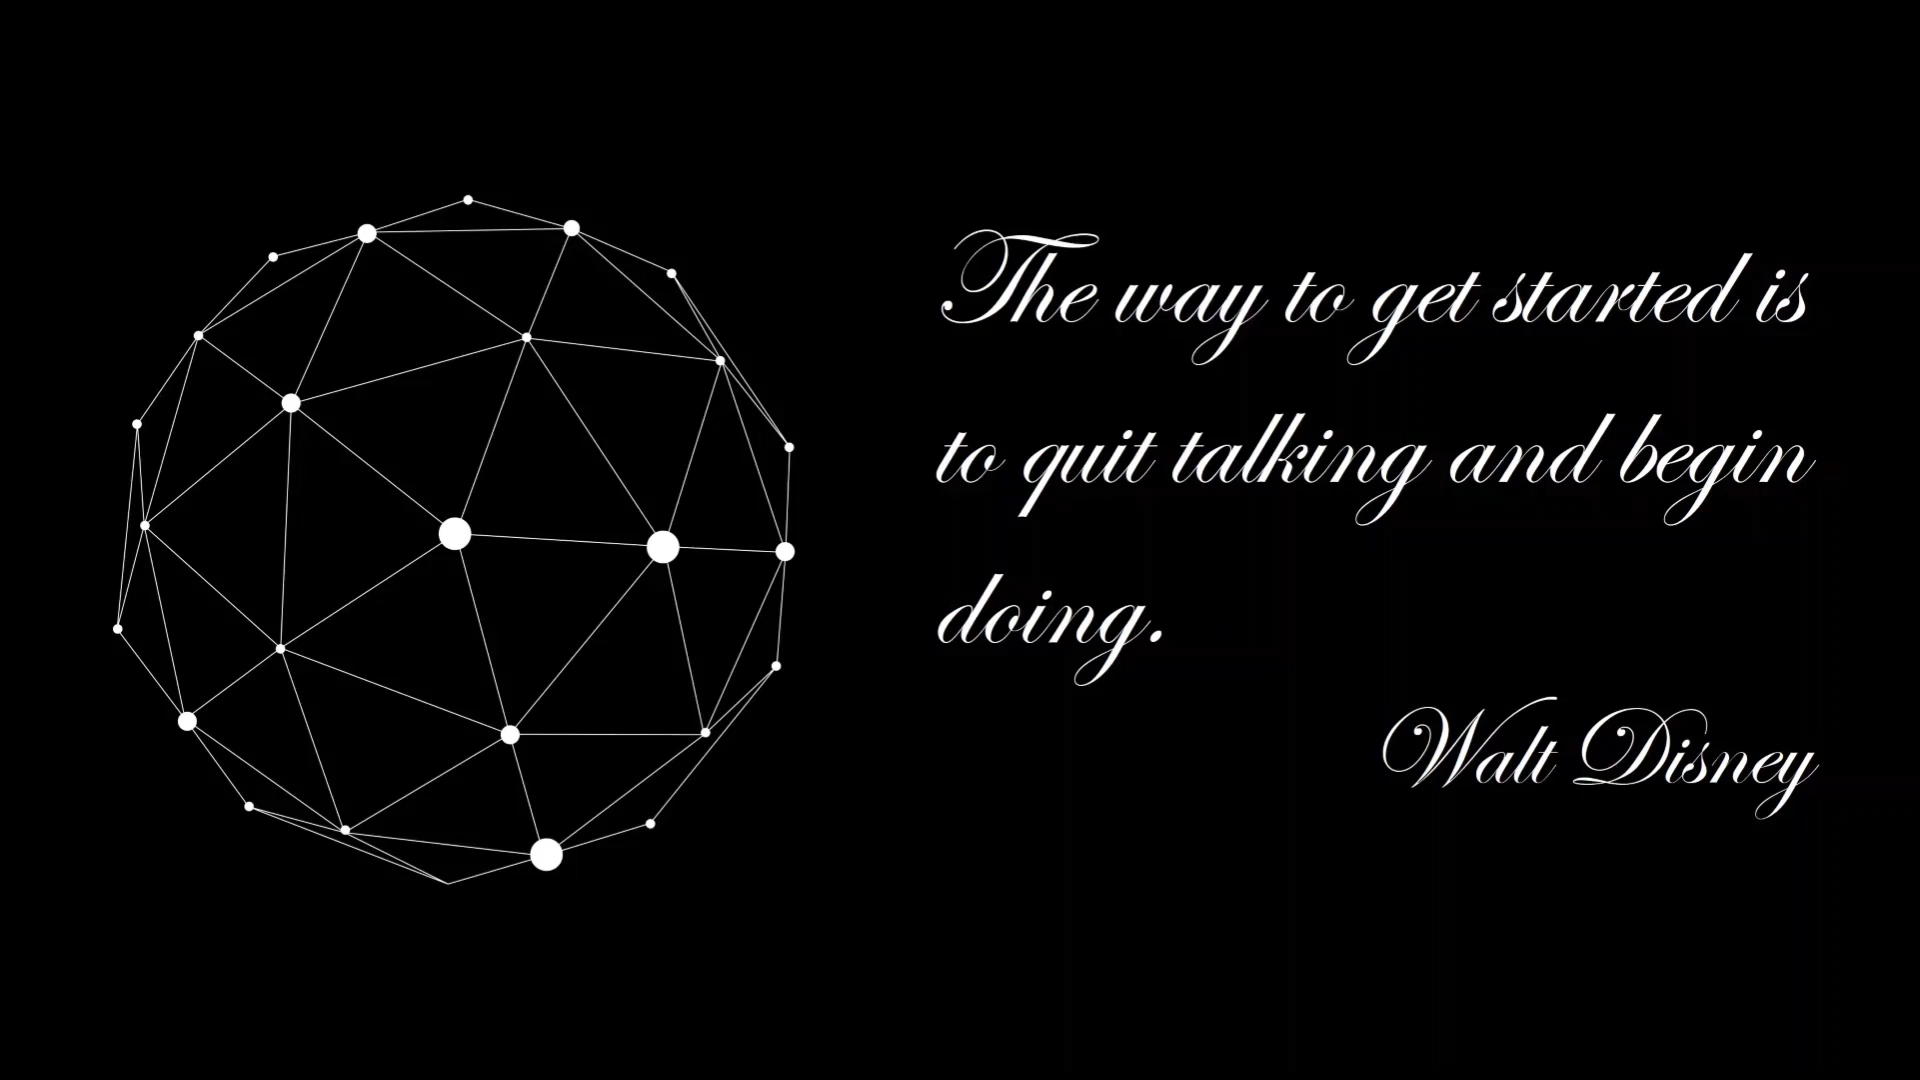 The way to get started is
to quit talking and begin
doing.
Walt Disney